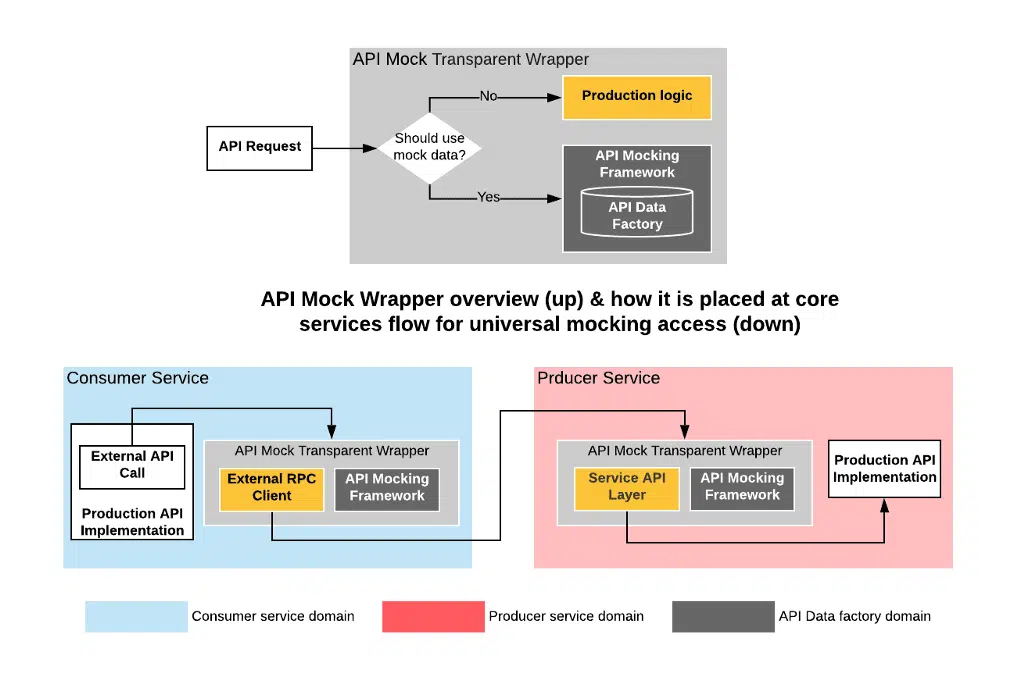 API Mock Transparent Wrapper
No
Production logic
API Request
Should use
mock data?
API Mocking
Framework
Yes
API Data
Factory
API Mock Wrapper overview (up) & how it is placed at core
services flow for universal mocking access (down)
Consumer Service
External API
Call
Production API
Implementation
API Mock Transparent Wrapper
External RPC
Client
API Mocking
Framework
Prducer Service
API Mock Transparent Wrapper
Service API
Layer
API Mocking
Framework
Production API
Implementation
Consumer service domain
Producer service domain
API Data factory domain